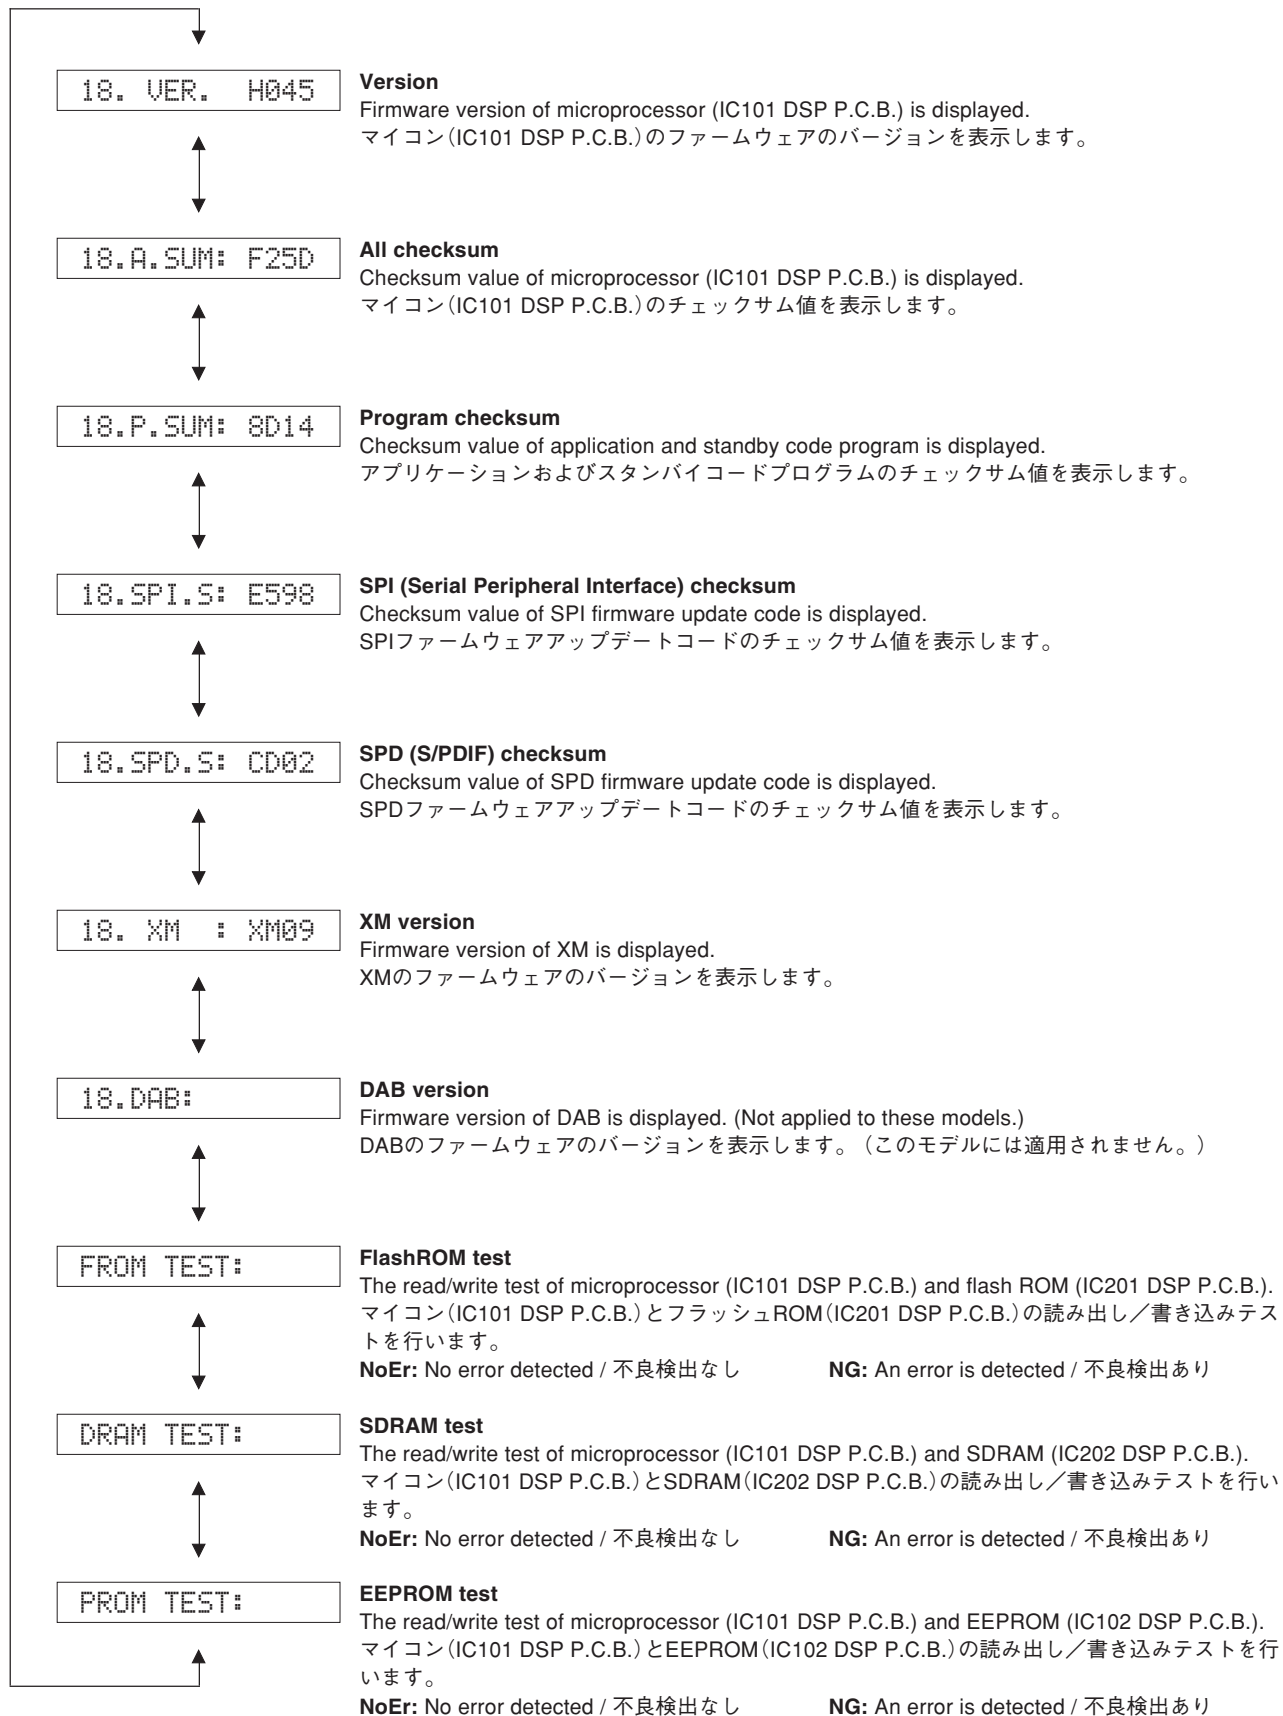 18. VER. H045
Version
Firmware version of microprocessor (IC101 DSP P.C.B.) is displayed.
マイコン（IC101 DSP P.C.B.）のファームウェアのバージョンを表示します。
18.A.SUM: F25D
All checksum
Checksum value of microprocessor (IC101 DSP P.C.B.) is displayed.
マイコン（IC101 DSP P.C.B.）のチェックサム値を表示します。
18.P.SUM: 8D14
Program checksum
Checksum value of application and standby code program is displayed.
アプリケーションおよびスタンバイコードプログラムのチェックサム値を表示します。
18.SPI.S: E598
SPI (Serial Peripheral Interface) checksum
Checksum value of SPI firmware update code is displayed.
SPIファームウェアアップデートコードのチェックサム値を表示します。
18.SPD.S: CD02
SPD (S/PDIF) checksum
Checksum value of SPD firmware update code is displayed.
SPDファームウェアアップデートコードのチェックサム値を表示します。
18. XM : XM09
XM version
Firmware version of XM is displayed.
XMのファームウェアのバージョンを表示します。
18.DAB:
DAB version
Firmware version of DAB is displayed. (Not applied to these models.)
DABのファームウェアのバージョンを表示します。（このモデルには適用されません。）
FROM TEST:
FlashROM test
The read/write test of microprocessor (IC101 DSP P.C.B.) and flash ROM (IC201 DSP P.C.B.).
マイコン（IC101 DSP P.C.B.）とフラッシュROM（IC201 DSP P.C.B.）の読み出し／書き込みテス
トを行います。
NoEr: No error detected / 不良検出なし NG: An error is detected / 不良検出あり
DRAM TEST:
SDRAM test
The read/write test of microprocessor (IC101 DSP P.C.B.) and SDRAM (IC202 DSP P.C.B.).
マイコン（IC101 DSP P.C.B.）とSDRAM（IC202 DSP P.C.B.）の読み出し／書き込みテストを行い
ます。
NoEr: No error detected / 不良検出なし NG: An error is detected / 不良検出あり
PROM TEST:
EEPROM test
The read/write test of microprocessor (IC101 DSP P.C.B.) and EEPROM (IC102 DSP P.C.B.).
マイコン（IC101 DSP P.C.B.）とEEPROM（IC102 DSP P.C.B.）の読み出し／書き込みテストを行
います。
NoEr: No error detected / 不良検出なし NG: An error is detected / 不良検出あり